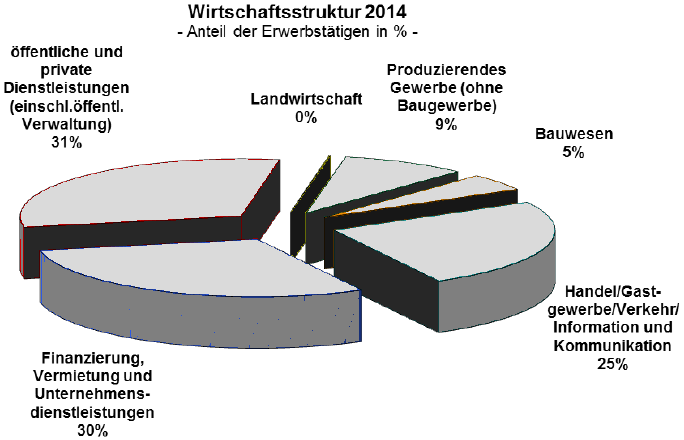 Wirtschaftsstruktur 2014
- Anteil der Erwerbstätigen in % -
öffentliche und
private
Dienstleistungen
(einschl.öffentl.
Verwaltung)
31%
Landwirtschaft
0%
Produzierendes
Gewerbe (ohne
Baugewerbe)
9%
Bauwesen
5%
Handel/Gast-
gewerbe/Verkehr/
Information und
Kommunikation
25%
Finanzierung,
Vermietung und
Unternehmens-
dienstleistungen
30%